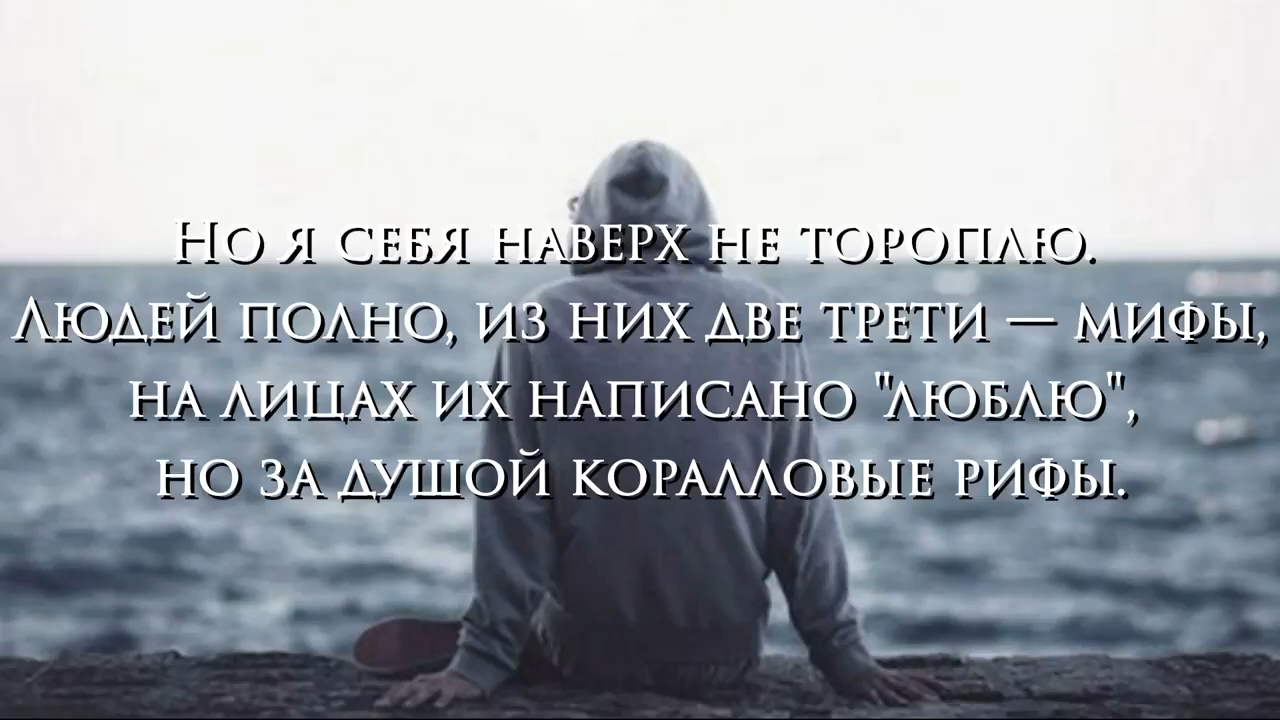 Но я себя наверх не тороплю.
Людей полно, из них две трети — мифы,
на лицах их написано "люблю",
но за душой коралловые рифы.